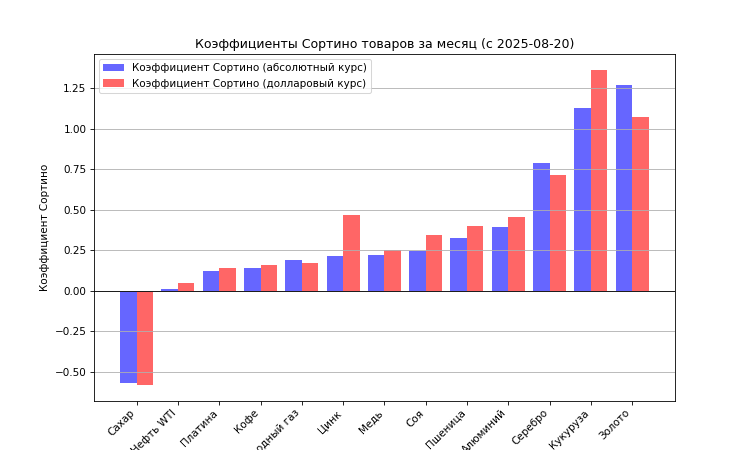 Коэффициенты Сортино товаров за месяц (с 2025-08-20)
Коэффициент Сортино (абсолютный курс)
Коэффициент Сортино (долларовый курс)
Коэффициент Сортино
1.25
1.00
0.75
0.50
0.25
0.00
−0.25
−0.50
Сахар
Нефть WTI
Платина
Кофе
одный газ
Цинк
Медь
Соя
Пшеница
Алюминий
Серебро
Кукуруза
Золото